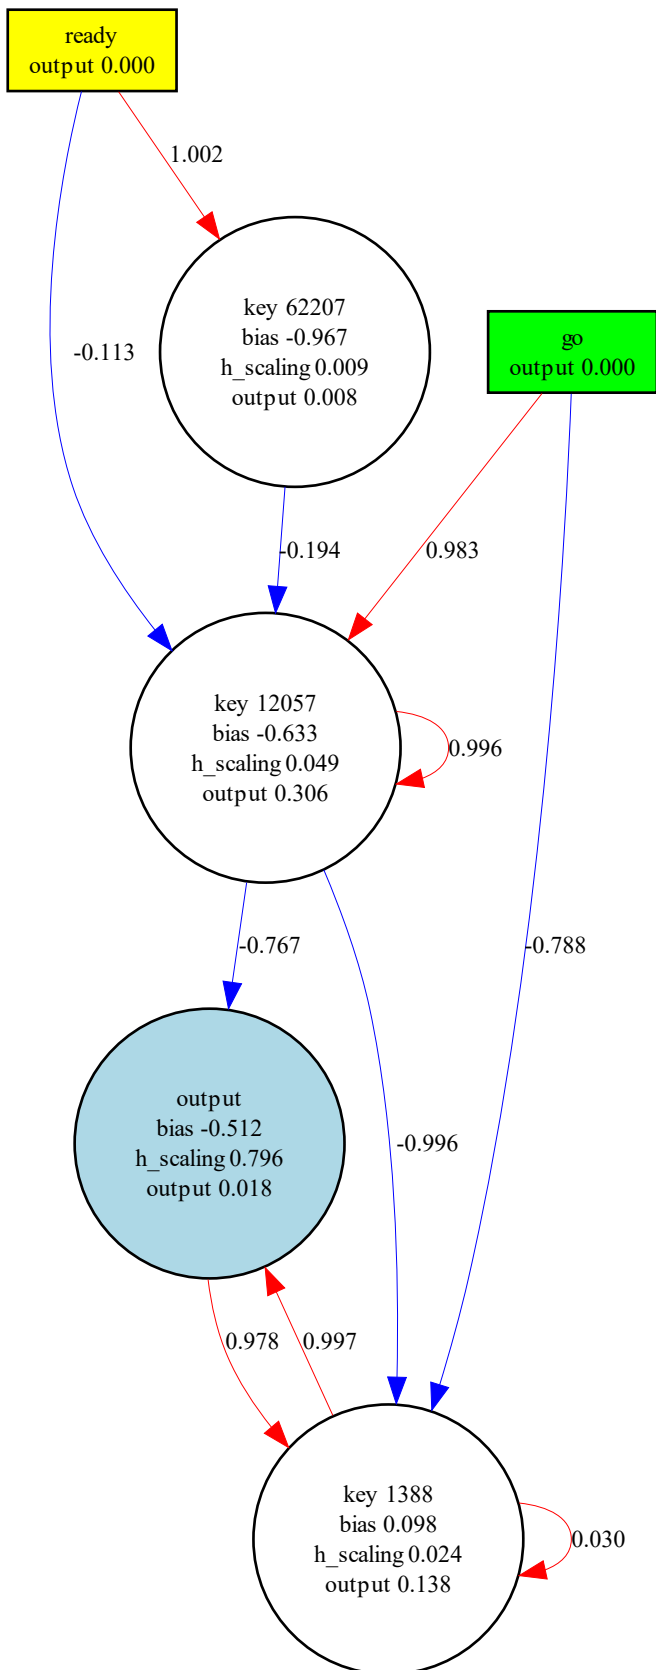 ready
output 0.000
1.002
-0.113
key 62207
bias -0.967
h_scaling 0.009
output 0.008
go
output 0.000
-0.194
0.983
key 12057
bias -0.633
h_scaling 0.049
output 0.306
0.996
-0.767
-0.788
output
bias -0.512
h_scaling 0.796
output 0.018
-0.996
0.978
0.997
key 1388
bias 0.098
h_scaling 0.024
output 0.138
0.030